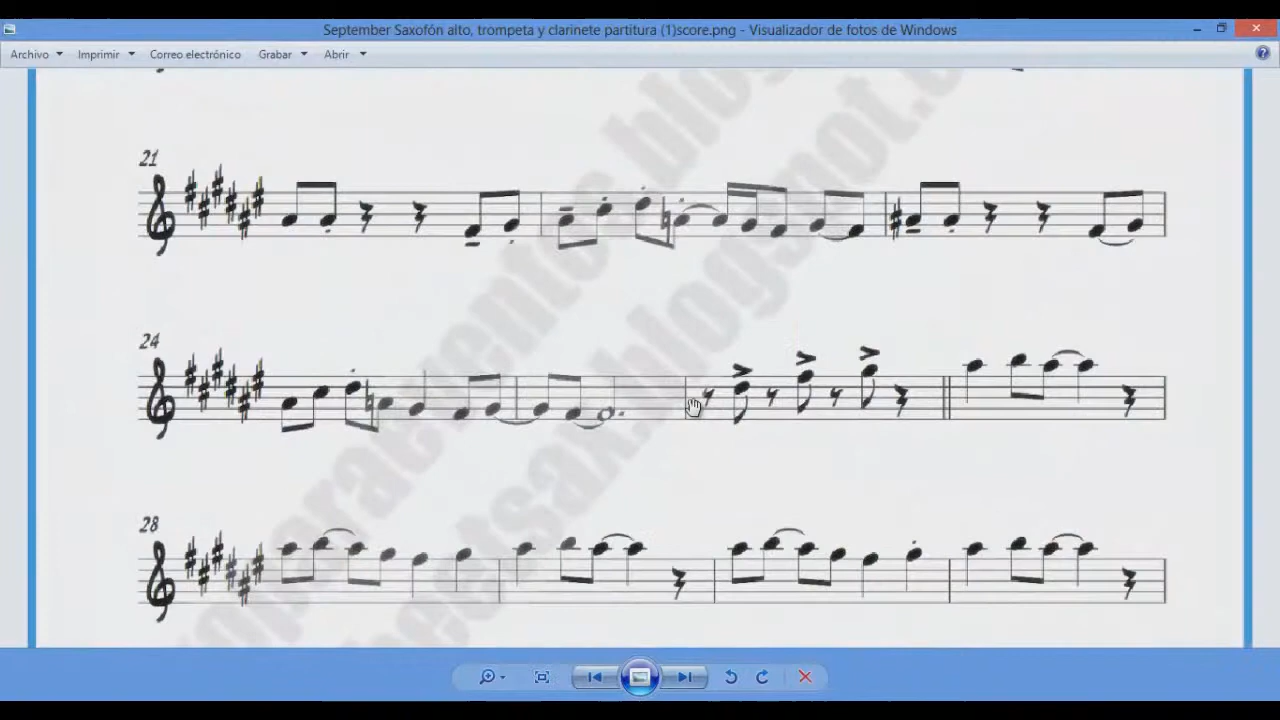 September Saxofón alto, trompeta y clarinete partitura (1)score.png - Visualizador de fotos de Windows
Archivo Imprimir Correo electrónico Grabar Abrir
21
24
28